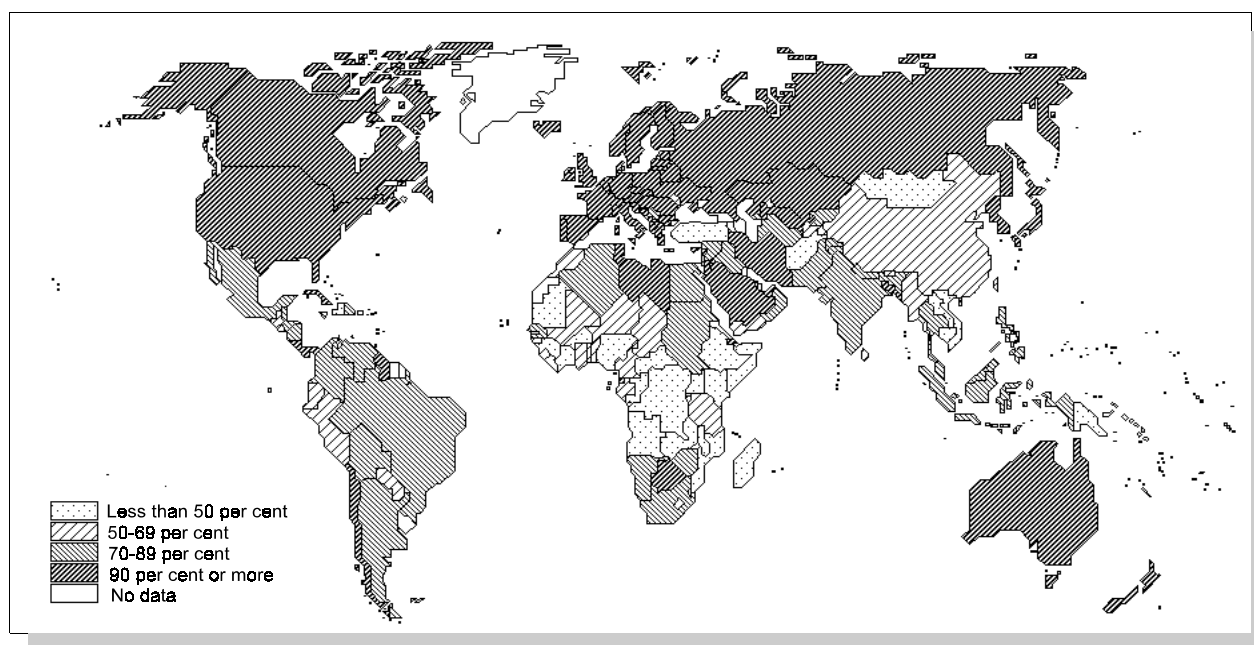 Less than 50 per cent
50-69 per cent
70-89 per cent
90 per cent or more
No data